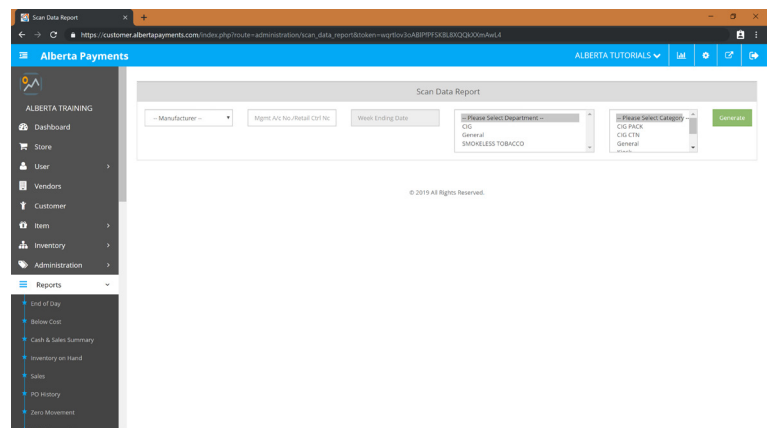 Scan Data Report
https://customer.albertapayments.com/index.php?route=administration/scan_data_report&token=wqrtlov3oABIPfPFSKBL8XQQkXXmAwL4
Alberta Payments
ALBERTA TUTORIALS
ALBERTA TRAINING
Dashboard
Store
User
Vendors
Customer
Item
Inventory
Administration
Reports
End of Day
Below Cost
Cash & Sales Summary
Inventory on Hand
Sales
PO History
Zero Movement
Scan Data Report
-- Manufacturer --
Mgmt A/c No./Retail Ctrl Nc
Week Ending Date
-- Please Select Department --
CIG
General
SMOKELESS TOBACCO
-- Please Select Category --
CIG PACK
CIG CTN
General
Generate
© 2019 All Rights Reserved.